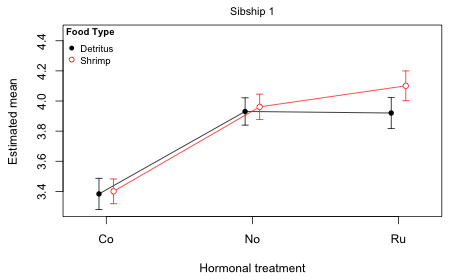 Sibship 1
Food Type
Detritus
Shrimp
Estimated mean
4.4
4.2
4.0
3.8
3.6
3.4
Co No Ru
Hormonal treatment